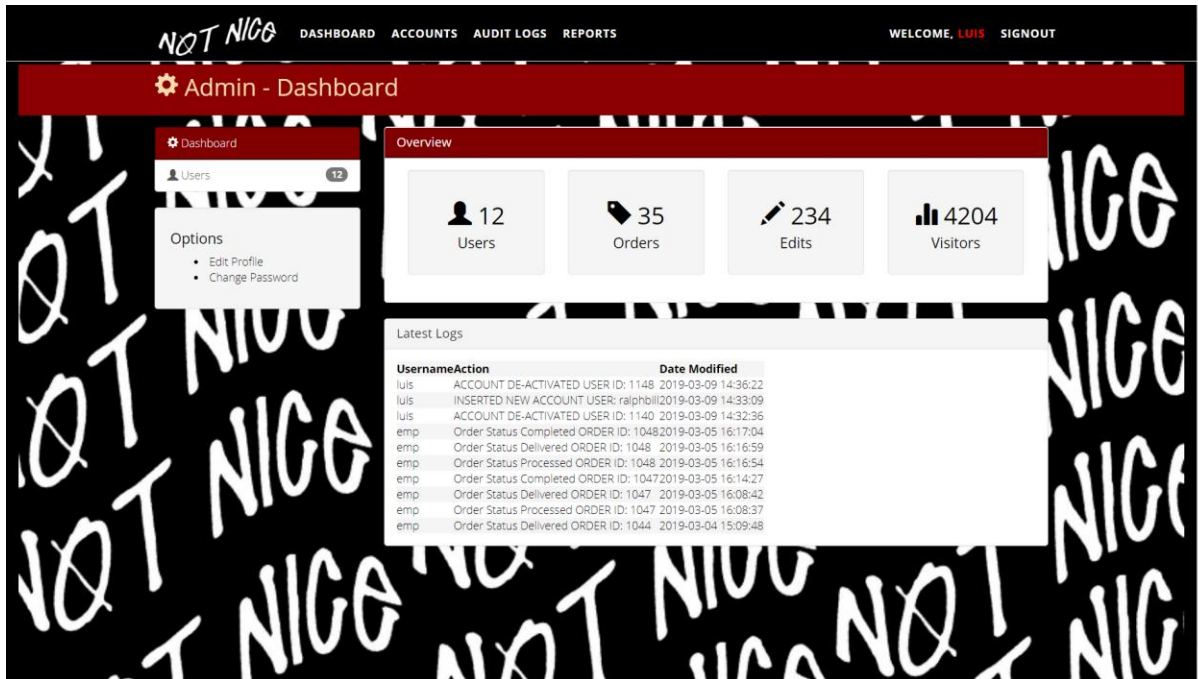 NOT NICE DASHBOARD ACCOUNTS AUDIT LOGS REPORTS WELCOME, LUIS SIGNOUT
Admin - Dashboard
Dashboard
Users 12
Options
Edit Profile
Change Password
Overview
12
Users
35
Orders
234
Edits
4204
Visitors
Latest Logs
Username Action Date Modified
luis ACCOUNT DE-ACTIVATED USER ID: 1148 2019-03-09 14:36:22
luis INSERTED NEW ACCOUNT USER: ralphbill 2019-03-09 14:33:09
luis ACCOUNT DE-ACTIVATED USER ID: 1140 2019-03-09 14:32:36
emp Order Status Completed ORDER ID: 1048 2019-03-05 16:17:04
emp Order Status Delivered ORDER ID: 1048 2019-03-05 16:16:59
emp Order Status Processed ORDER ID: 1048 2019-03-05 16:16:54
emp Order Status Completed ORDER ID: 1047 2019-03-05 16:14:27
emp Order Status Delivered ORDER ID: 1047 2019-03-05 16:08:42
emp Order Status Processed ORDER ID: 1047 2019-03-05 16:08:37
emp Order Status Delivered ORDER ID: 1044 2019-03-04 15:09:48
NOT NICE
NOT NICE
NOT NICE
NOT NICE